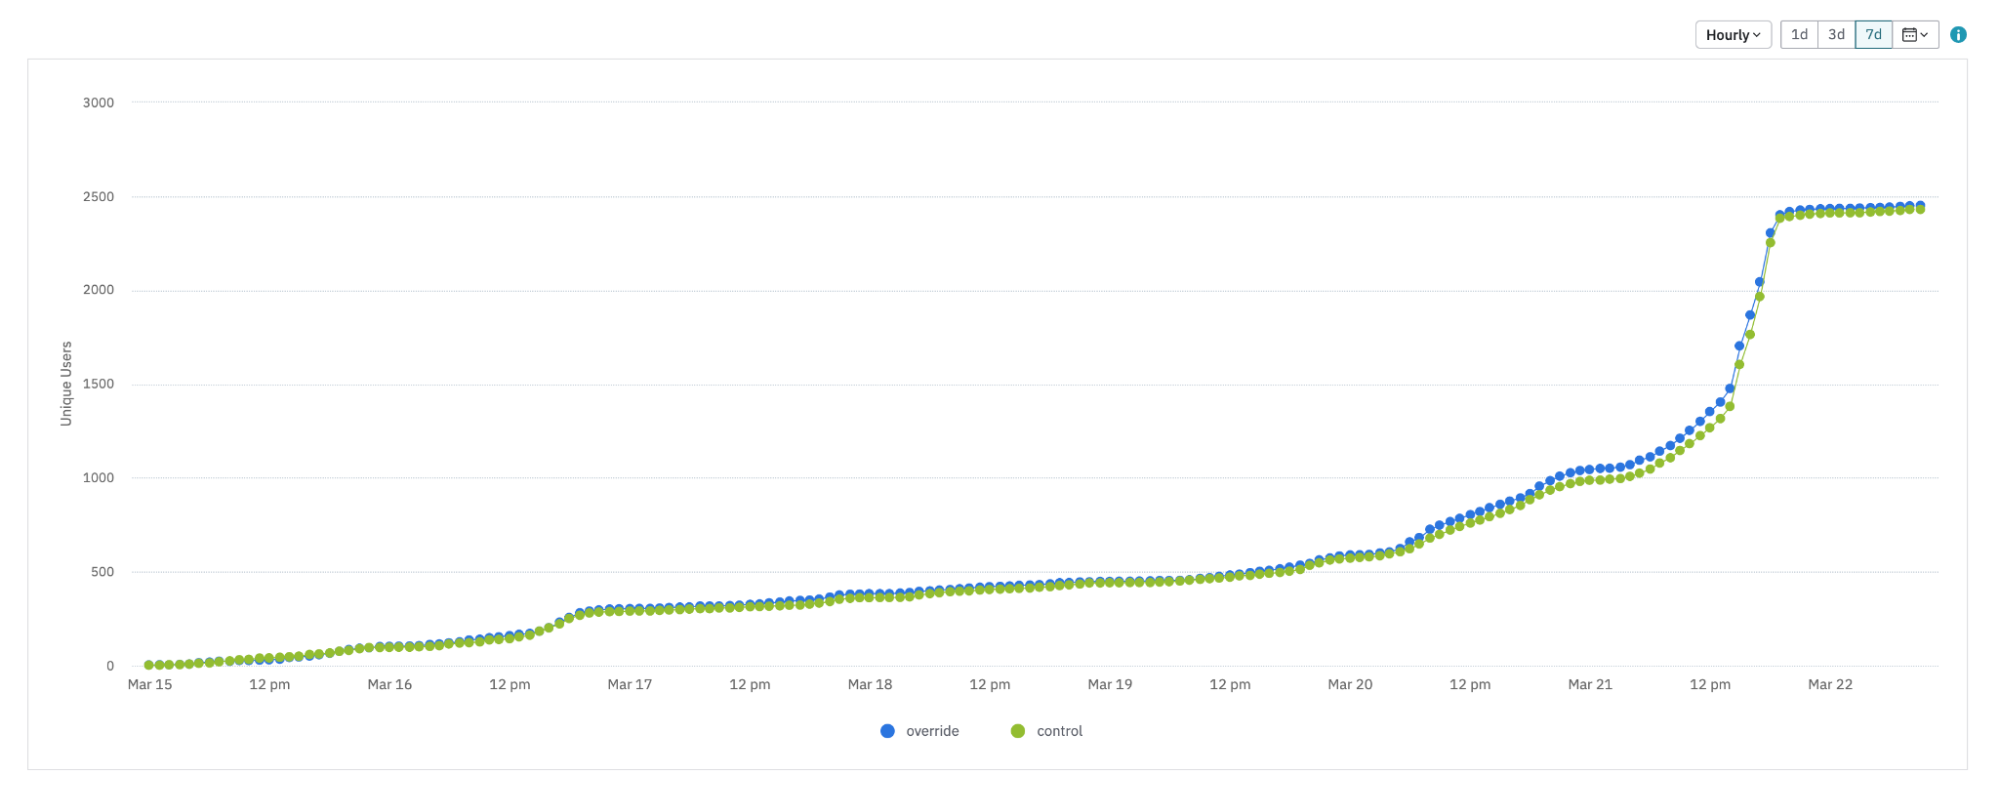 Hourly 1d 3d 7d
3000
2500
2000
1500
1000
500
0
Unique Users
Mar 15 12 pm Mar 16 12 pm Mar 17 12 pm Mar 18 12 pm Mar 19 12 pm Mar 20 12 pm Mar 21 12 pm Mar 22
override control